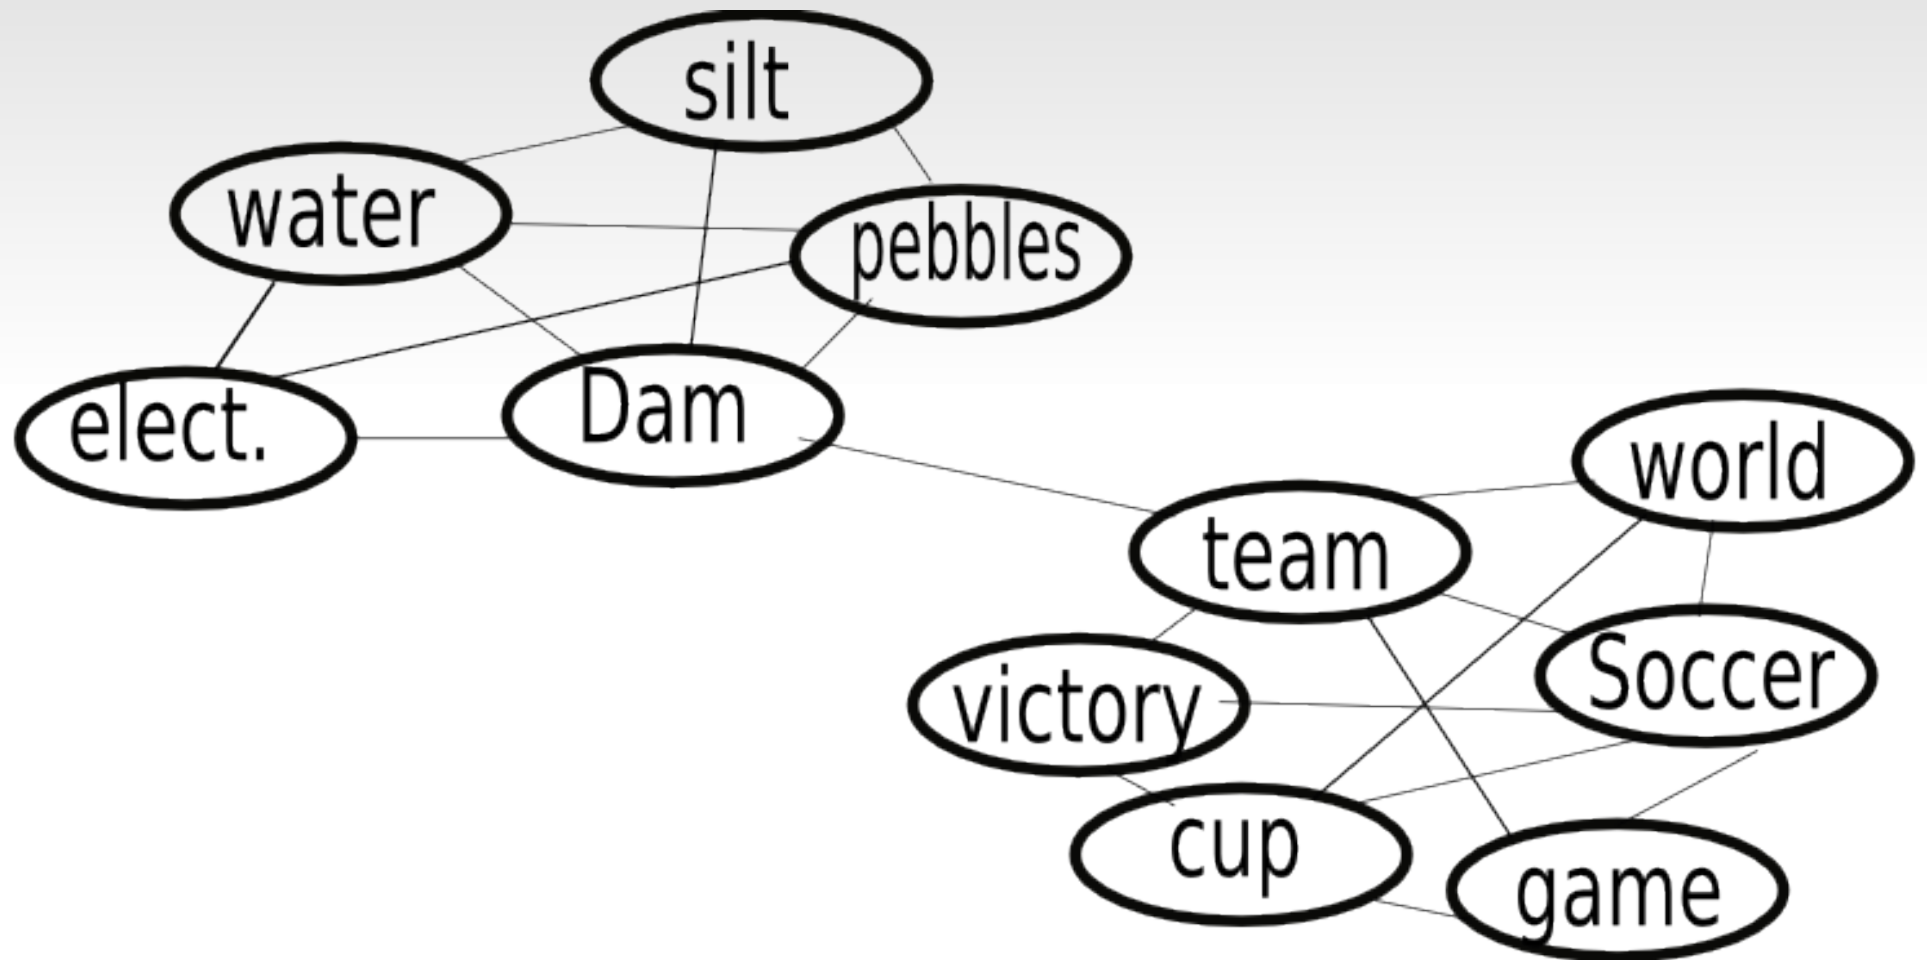 silt
water
pebbles
elect.
Dam
world
team
Soccer
victory
cup
game